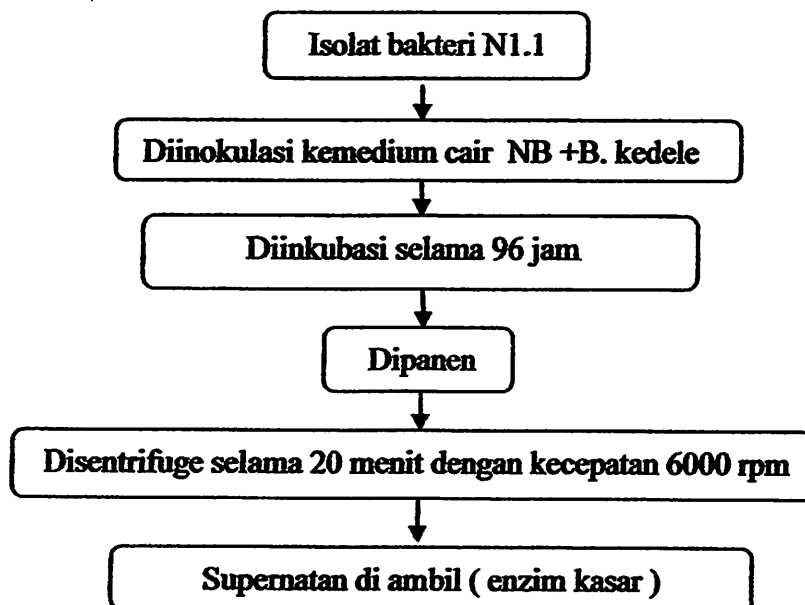 Isolat bakteri N1.1
Diinokulasi kemedium cair NB +B. kedele
Diinkubasi selama 96 jam
Dipanen
Disentrifuge selama 20 menit dengan kecepatan 6000 rpm
Supernatan di ambil ( enzim kasar )